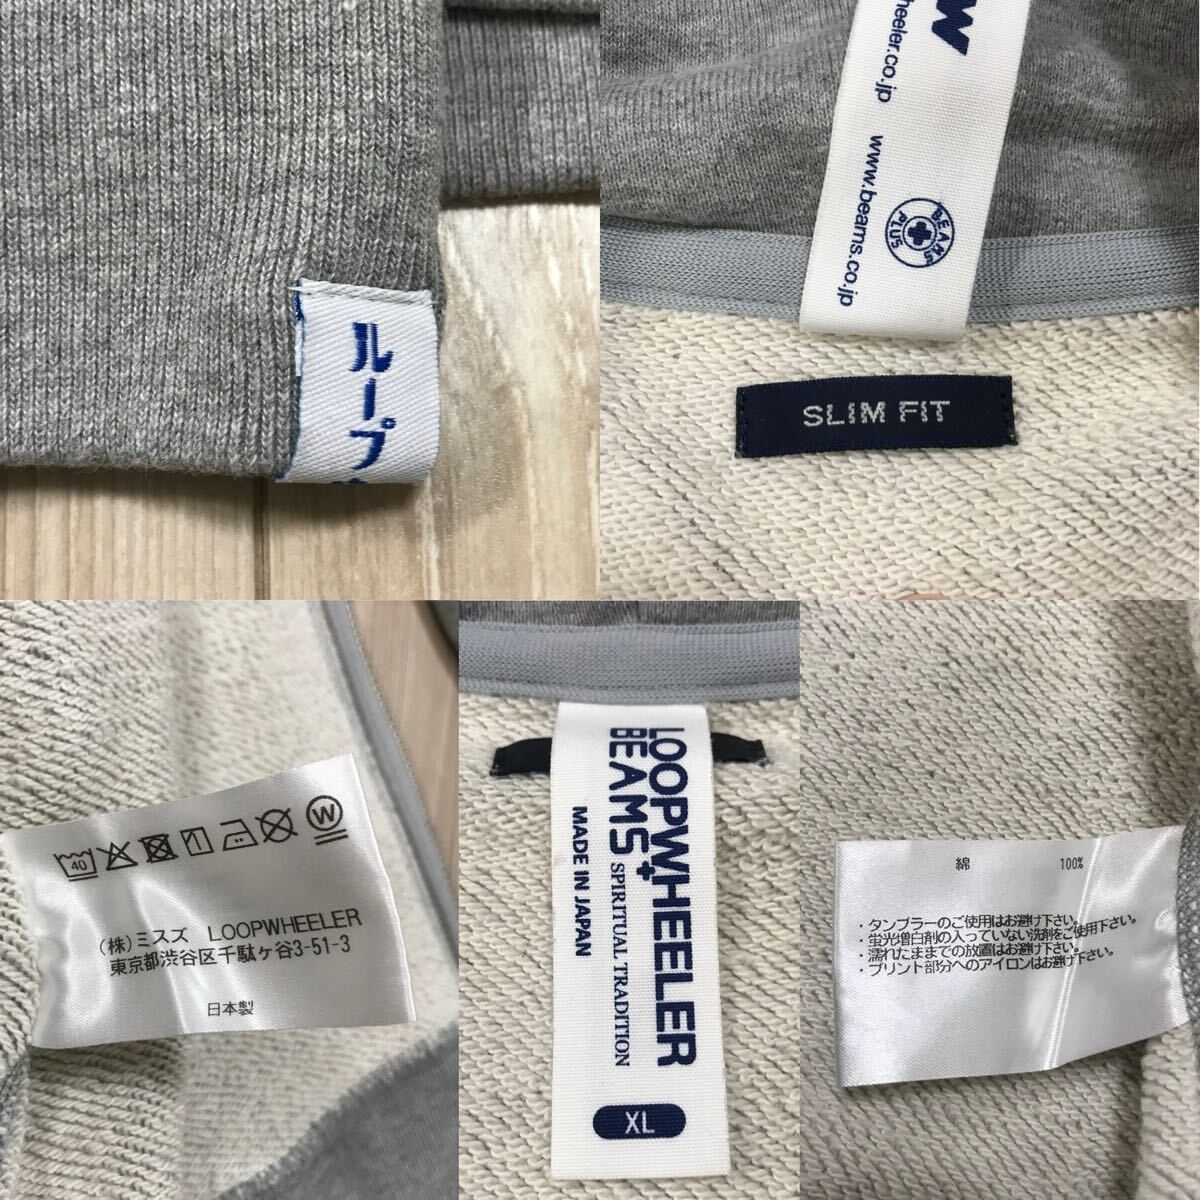 ループ
www.beams.co.jp
BEAMS
PLUS
SLIM FIT
40
W
(株)ミスズ LOOPWHEELER
東京都渋谷区千駄ヶ谷3-51-3
日本製
LOOPWHEELER
BEAMS+
SPIRITUAL TRADITION
MADE IN JAPAN
XL
綿 100%
・タンブラーのご使用はお避け下さい。
・蛍光増白剤の入っていない洗剤をご使用下さい。
・濡れたままでの放置はお避け下さい。
・プリント部分へのアイロンはお避け下さい。